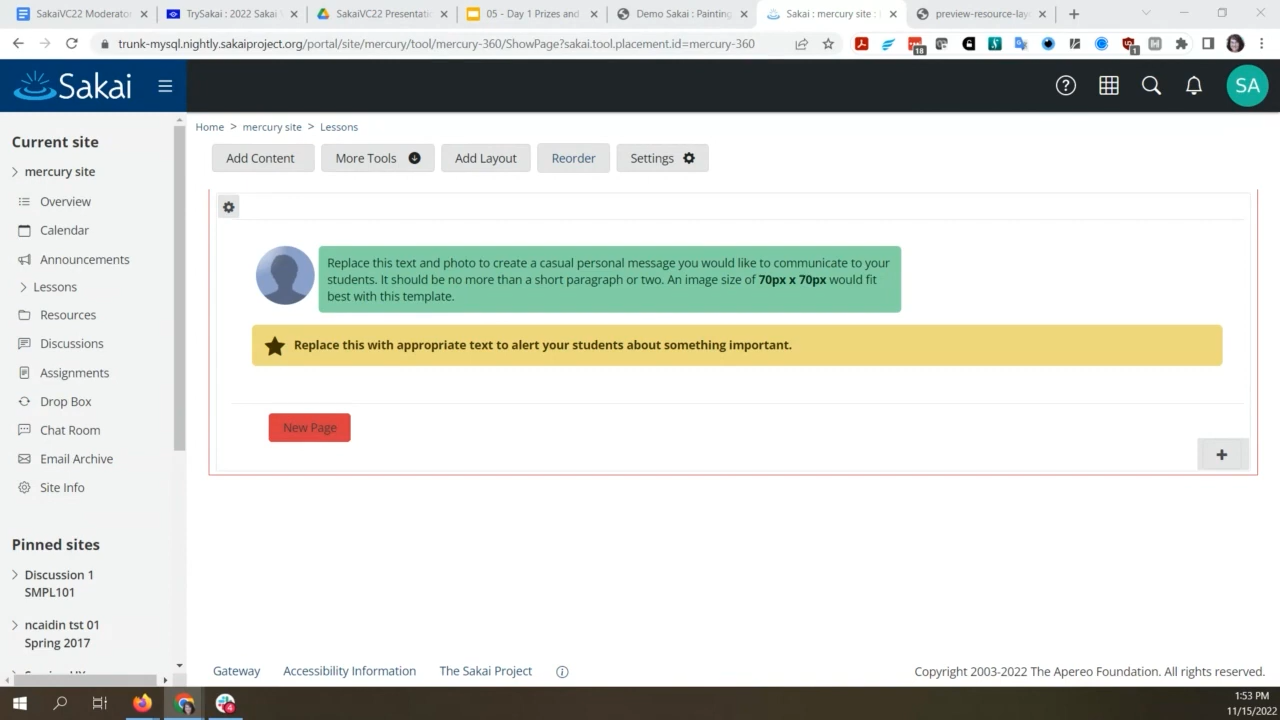 SakaiVC22 Moderator
TrySakai : 2022 Sakai
SakaiVC22 Presentatio
05 - Day 1 Prizes and
Demo Sakai : Painting
Sakai : mercury site :
preview-resource-lay
trunk-mysql.nightly.sakaiproject.org/portal/site/mercury/tool/mercury-360/ShowPage?sakai.tool.placement.id=mercury-360
18
1
Sakai
SA
Current site
mercury site
Overview
Calendar
Announcements
Lessons
Resources
Discussions
Assignments
Drop Box
Chat Room
Email Archive
Site Info
Pinned sites
Discussion 1
SMPL101
ncaidin tst 01
Spring 2017
Home > mercury site > Lessons
Add Content
More Tools
Add Layout
Reorder
Settings
Replace this text and photo to create a casual personal message you would like to communicate to your
students. It should be no more than a short paragraph or two. An image size of 70px x 70px would fit
best with this template.
Replace this with appropriate text to alert your students about something important.
New Page
+
Gateway
Accessibility Information
The Sakai Project
Copyright 2003-2022 The Apereo Foundation. All rights reserved.
4
1:53 PM
11/15/2022